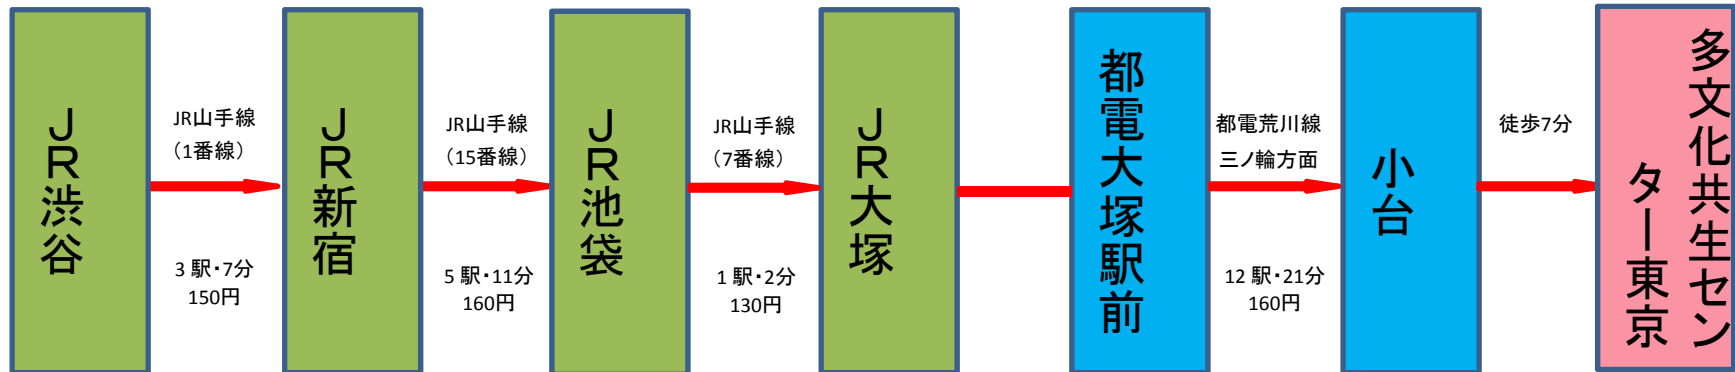 JR渋谷
JR山手線
（1番線）
3 駅・7分
150円
JR新宿
JR山手線
（15番線）
5 駅・11分
160円
JR池袋
JR山手線
（7番線）
1 駅・2分
130円
JR大塚
都電大塚駅前
都電荒川線
三ノ輪方面
12 駅・21分
160円
小台
徒歩7分
多文化共生セン
ター東京